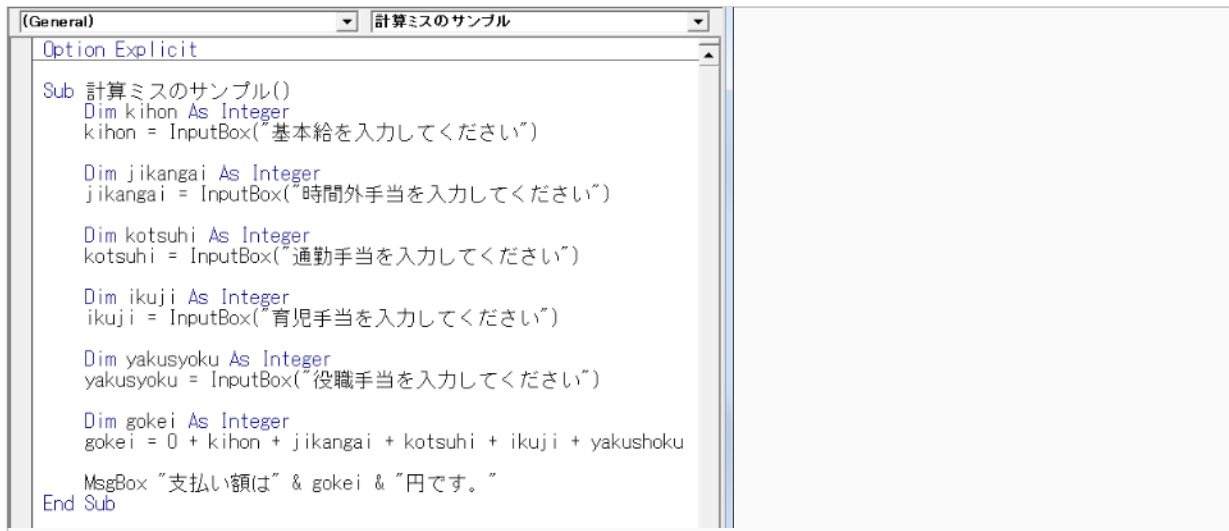 (General)
計算ミスのサンプル
Option Explicit
Sub 計算ミスのサンプル()
Dim kihon As Integer
kihon = InputBox("基本給を入力してください")
Dim jikangai As Integer
jikangai = InputBox("時間外手当を入力してください")
Dim kotsuhi As Integer
kotsuhi = InputBox("通勤手当を入力してください")
Dim ikuji As Integer
ikuji = InputBox("育児手当を入力してください")
Dim yakusyoku As Integer
yakusyoku = InputBox("役職手当を入力してください")
Dim gokei As Integer
gokei = 0 + kihon + jikangai + kotsuhi + ikuji + yakushoku
MsgBox "支払い額は" & gokei & "円です。"
End Sub